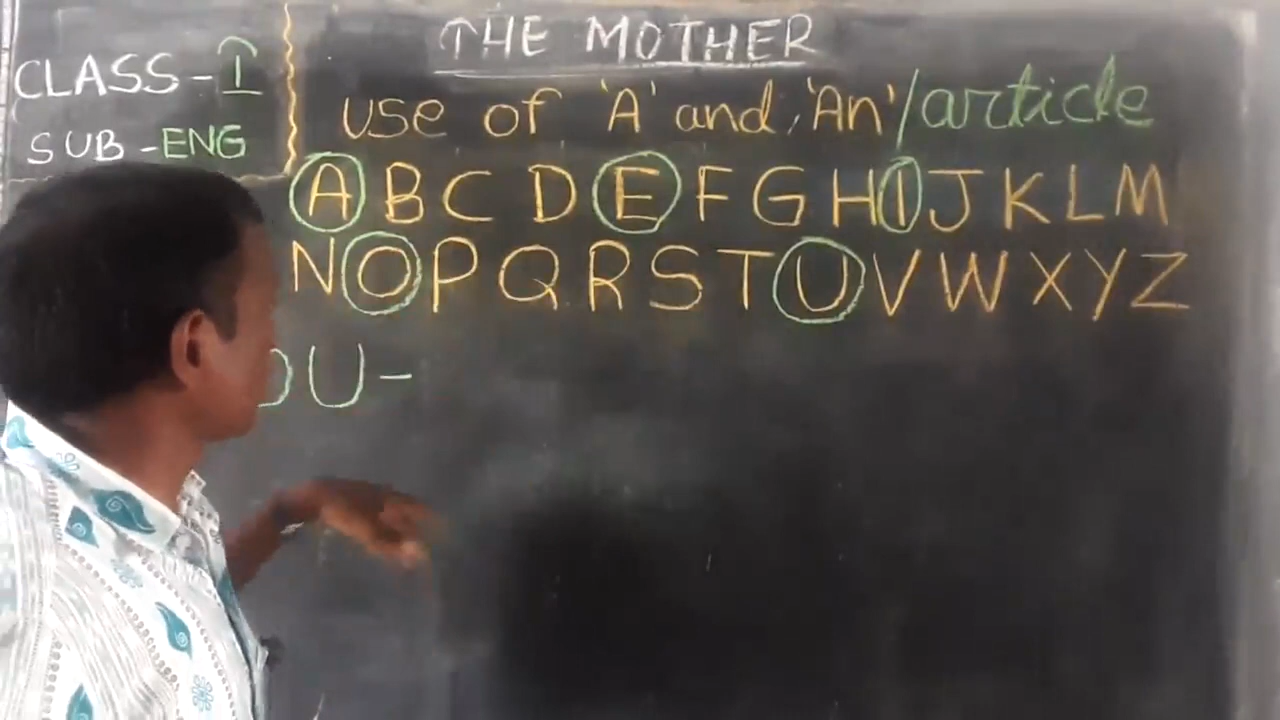 THE MOTHER
CLASS - I
SUB - ENG
use of 'A' and, 'An' / article
A B C D E F G H I J K L M
N O P Q R S T U V W X Y Z
U -